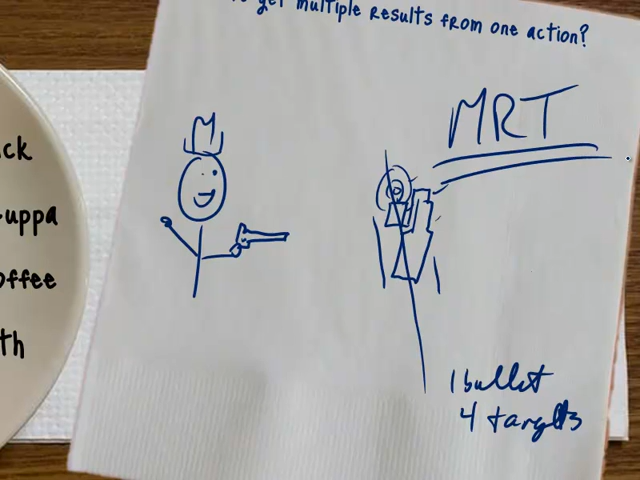 get multiple Results from one action?
MRT
M
ck
uppa
offee
th
1 bullet
4 targets